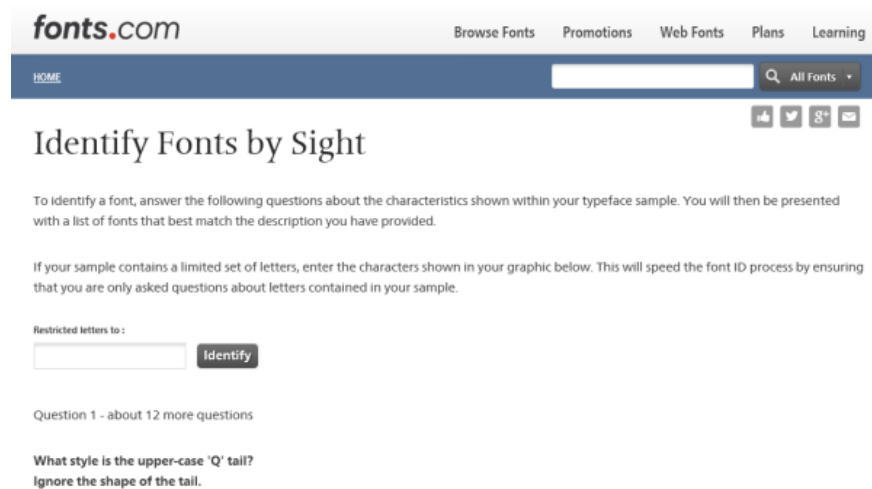 fonts.com
Browse Fonts Promotions Web Fonts Plans Learning
HOME
All Fonts
Identify Fonts by Sight
To identify a font, answer the following questions about the characteristics shown within your typeface sample. You will then be presented
with a list of fonts that best match the description you have provided.
If your sample contains a limited set of letters, enter the characters shown in your graphic below. This will speed the font ID process by ensuring
that you are only asked questions about letters contained in your sample.
Restricted letters to :
Identify
Question 1 - about 12 more questions
What style is the upper-case 'Q' tail?
Ignore the shape of the tail.